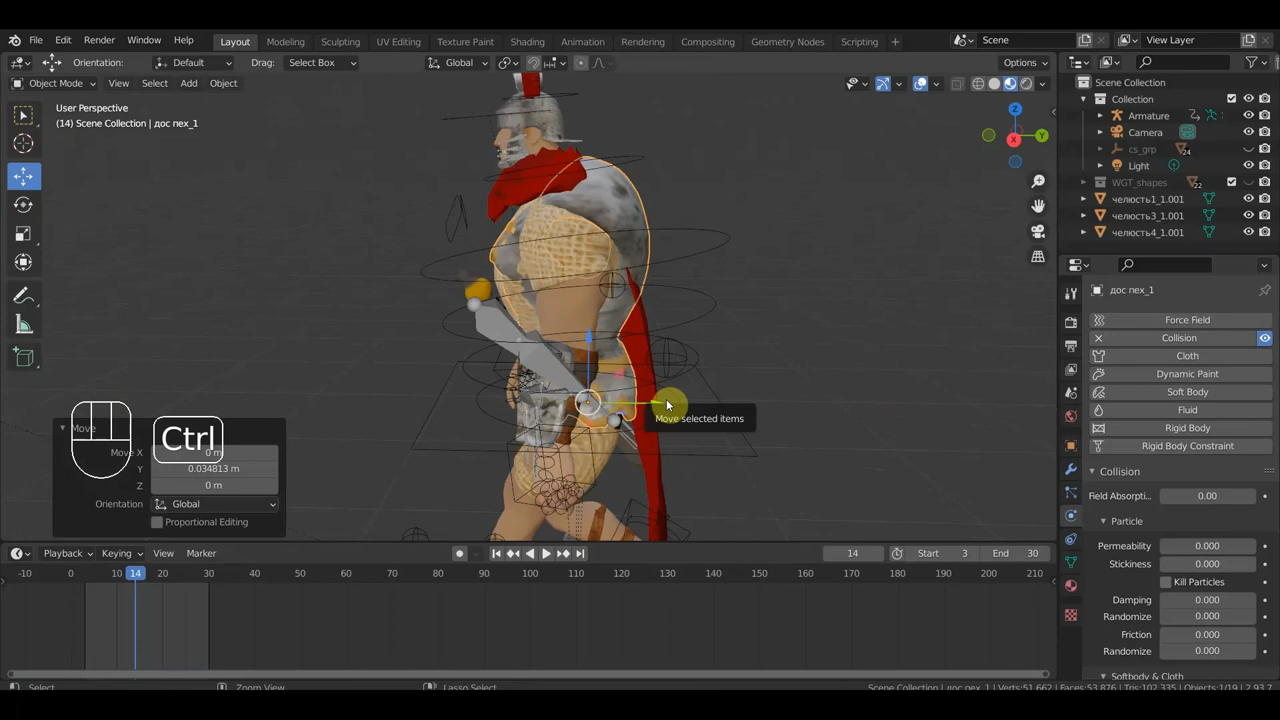 File Edit Render Window Help Layout Modeling Sculpting UV Editing Texture Paint Shading Animation Rendering Compositing Geometry Nodes Scripting + Scene View Layer
Orientation: Default Drag: Select Box Global Options
Object Mode View Select Add Object
User Perspective
(14) Scene Collection | дос пех_1
Z
Y
X
Scene Collection
Collection
Armature
Camera
cs_grp 24
Light
WGT_shapes 22
челюсть1_1.001
челюсть3_1.001
челюсть4_1.001
дос пех_1
Force Field
Collision
Cloth
Dynamic Paint
Soft Body
Fluid
Rigid Body
Rigid Body Constraint
Collision
Field Absorpti... 0.00
Particle
Permeability 0.000
Stickiness 0.000
Kill Particles
Damping 0.000
Randomize 0.000
Friction 0.000
Randomize 0.000
Softbody & Cloth
Move selected items
Move
Ctrl
Move X 0 m
Y 0.034813 m
Z 0 m
Orientation Global
Proportional Editing
Playback Keying View Marker 14 Start 3 End 30
-10 0 10 14 20 30 40 50 60 70 80 90 100 110 120 130 140 150 160 170 180 190 200 210
Select Zoom View Lasso Select Scene Collection | дос пех_1 | Verts:51,662 | Faces:53,876 | Tris:102,335 | Objects:1/19 | 2.93.7